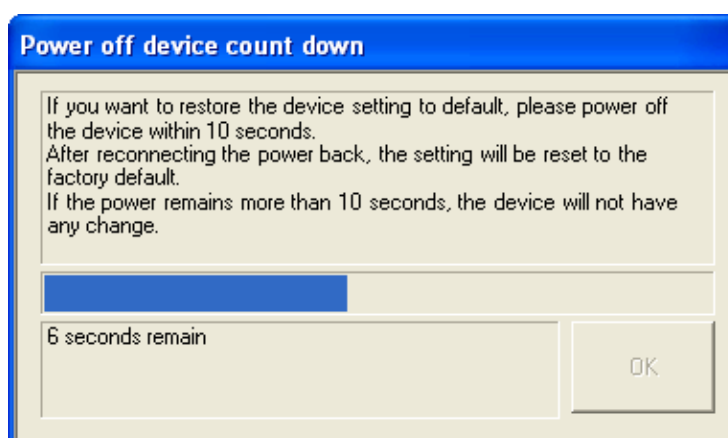 Power off device count down
If you want to restore the device setting to default, please power off
the device within 10 seconds.
After reconnecting the power back, the setting will be reset to the
factory default.
If the power remains more than 10 seconds, the device will not have
any change.
6 seconds remain
OK